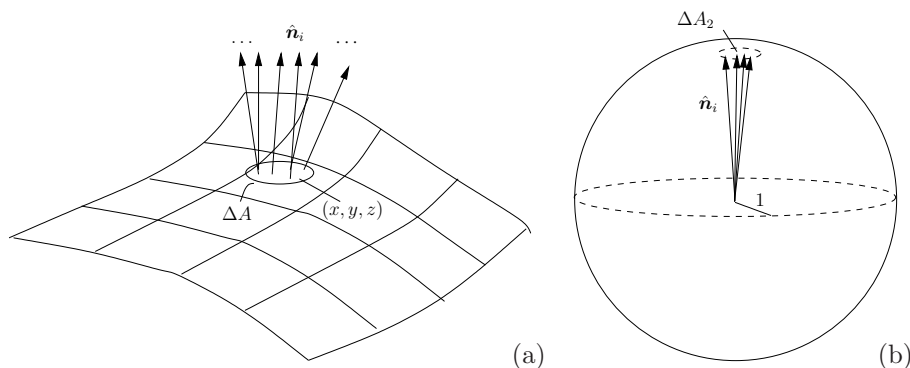 ... n̂ᵢ ...
ΔA
(x, y, z)
(a)
ΔA₂
n̂ᵢ
1
(b)